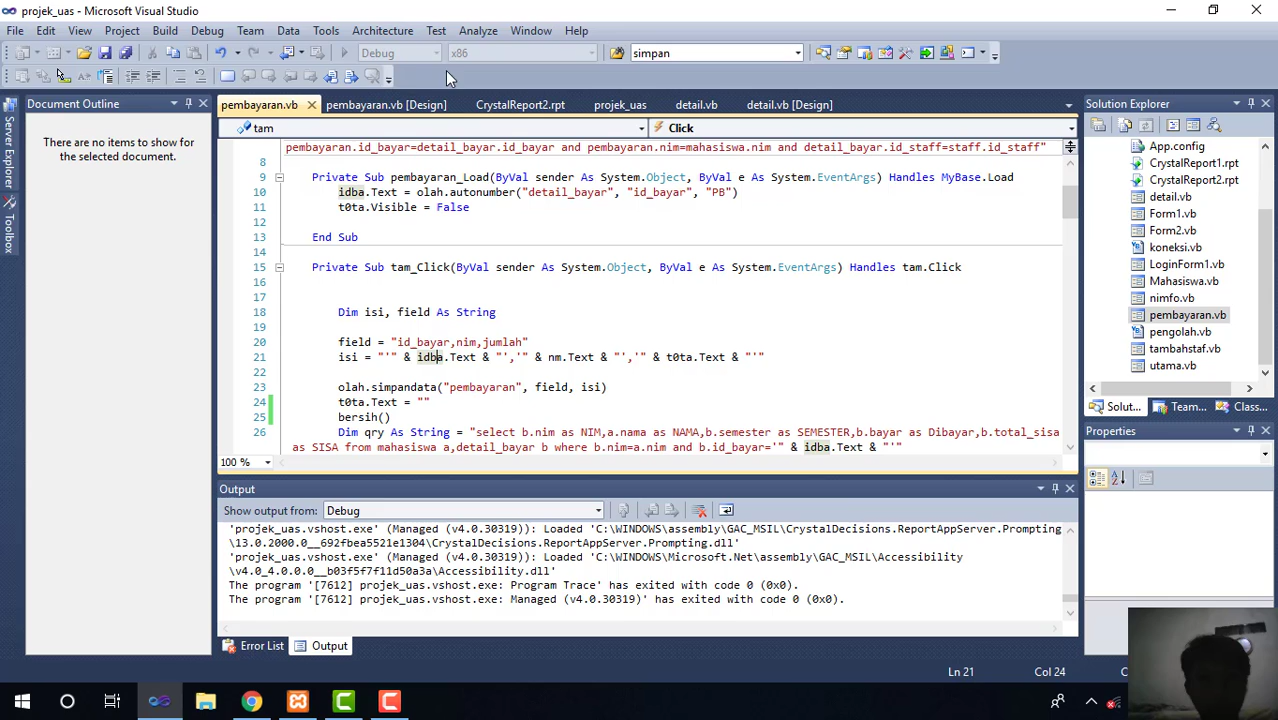 projek_uas - Microsoft Visual Studio
File Edit View Project Build Debug Team Data Tools Architecture Test Analyze Window Help
Debug x86 simpan
Document Outline
There are no items to show for
the selected document.
Server Explorer
Toolbox
pembayaran.vb pembayaran.vb [Design] CrystalReport2.rpt projek_uas detail.vb detail.vb [Design]
tam Click
pembayaran.id_bayar=detail_bayar.id_bayar and pembayaran.nim=mahasiswa.nim and detail_bayar.id_staff=staff.id_staff"
8
9 Private Sub pembayaran_Load(ByVal sender As System.Object, ByVal e As System.EventArgs) Handles MyBase.Load
10 idba.Text = olah.autonumber("detail_bayar", "id_bayar", "PB")
11 t0ta.Visible = False
12
13 End Sub
14
15 Private Sub tam_Click(ByVal sender As System.Object, ByVal e As System.EventArgs) Handles tam.Click
16
17
18 Dim isi, field As String
19
20 field = "id_bayar,nim,jumlah"
21 isi = "'" & idba.Text & "','" & nm.Text & "','" & t0ta.Text & "'"
22
23 olah.simpandata("pembayaran", field, isi)
24 t0ta.Text = ""
25 bersih()
26 Dim qry As String = "select b.nim as NIM,a.nama as NAMA,b.semester as SEMESTER,b.bayar as Dibayar,b.total_sisa
as SISA from mahasiswa a,detail_bayar b where b.nim=a.nim and b.id_bayar='" & idba.Text & "'"
100 %
Output
Show output from: Debug
'projek_uas.vshost.exe' (Managed (v4.0.30319)): Loaded 'C:\WINDOWS\assembly\GAC_MSIL\CrystalDecisions.ReportAppServer.Prompting
\13.0.2000.0__692fbea5521e1304\CrystalDecisions.ReportAppServer.Prompting.dll'
'projek_uas.vshost.exe' (Managed (v4.0.30319)): Loaded 'C:\WINDOWS\Microsoft.Net\assembly\GAC_MSIL\Accessibility
\v4.0_4.0.0.0__b03f5f7f11d50a3a\Accessibility.dll'
The program '[7612] projek_uas.vshost.exe: Program Trace' has exited with code 0 (0x0).
The program '[7612] projek_uas.vshost.exe: Managed (v4.0.30319)' has exited with code 0 (0x0).
Error List Output
Solution Explorer
App.config
CrystalReport1.rpt
CrystalReport2.rpt
detail.vb
Form1.vb
Form2.vb
koneksi.vb
LoginForm1.vb
Mahasiswa.vb
nimfo.vb
pembayaran.vb
pengolah.vb
tambahstaf.vb
utama.vb
Solut... Team... Class...
Properties
Ln 21 Col 24